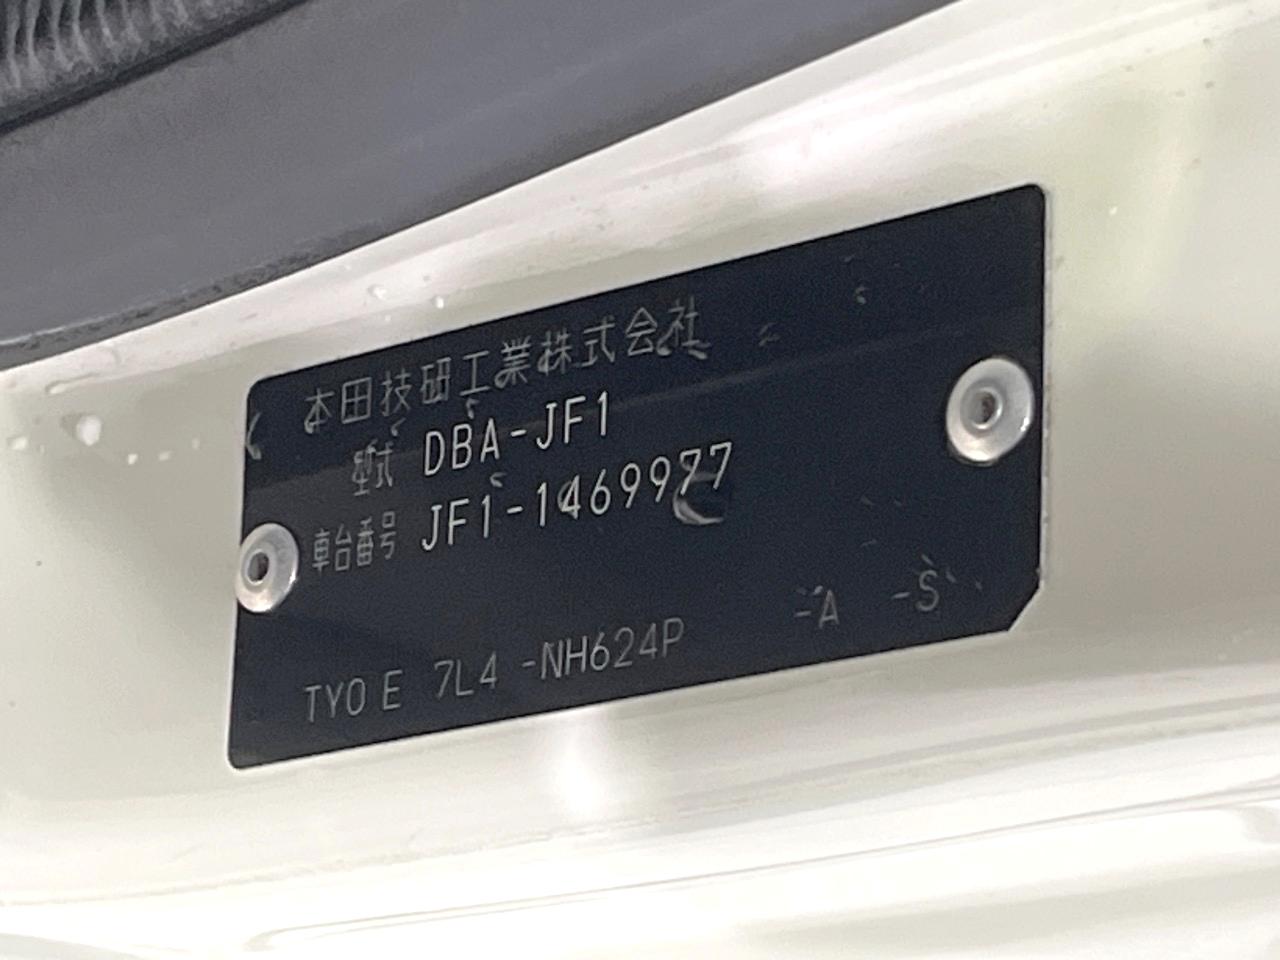 本田技研工業株式会社
型式 DBA-JF1
車台番号 JF1-1469977
TY0 E 7L4 -NH624P -A -S